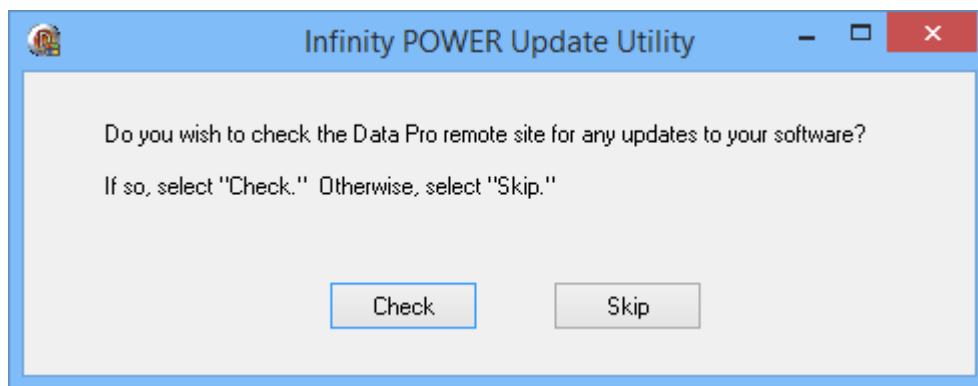 Infinity POWER Update Utility
Do you wish to check the Data Pro remote site for any updates to your software?
If so, select "Check." Otherwise, select "Skip."
Check Skip